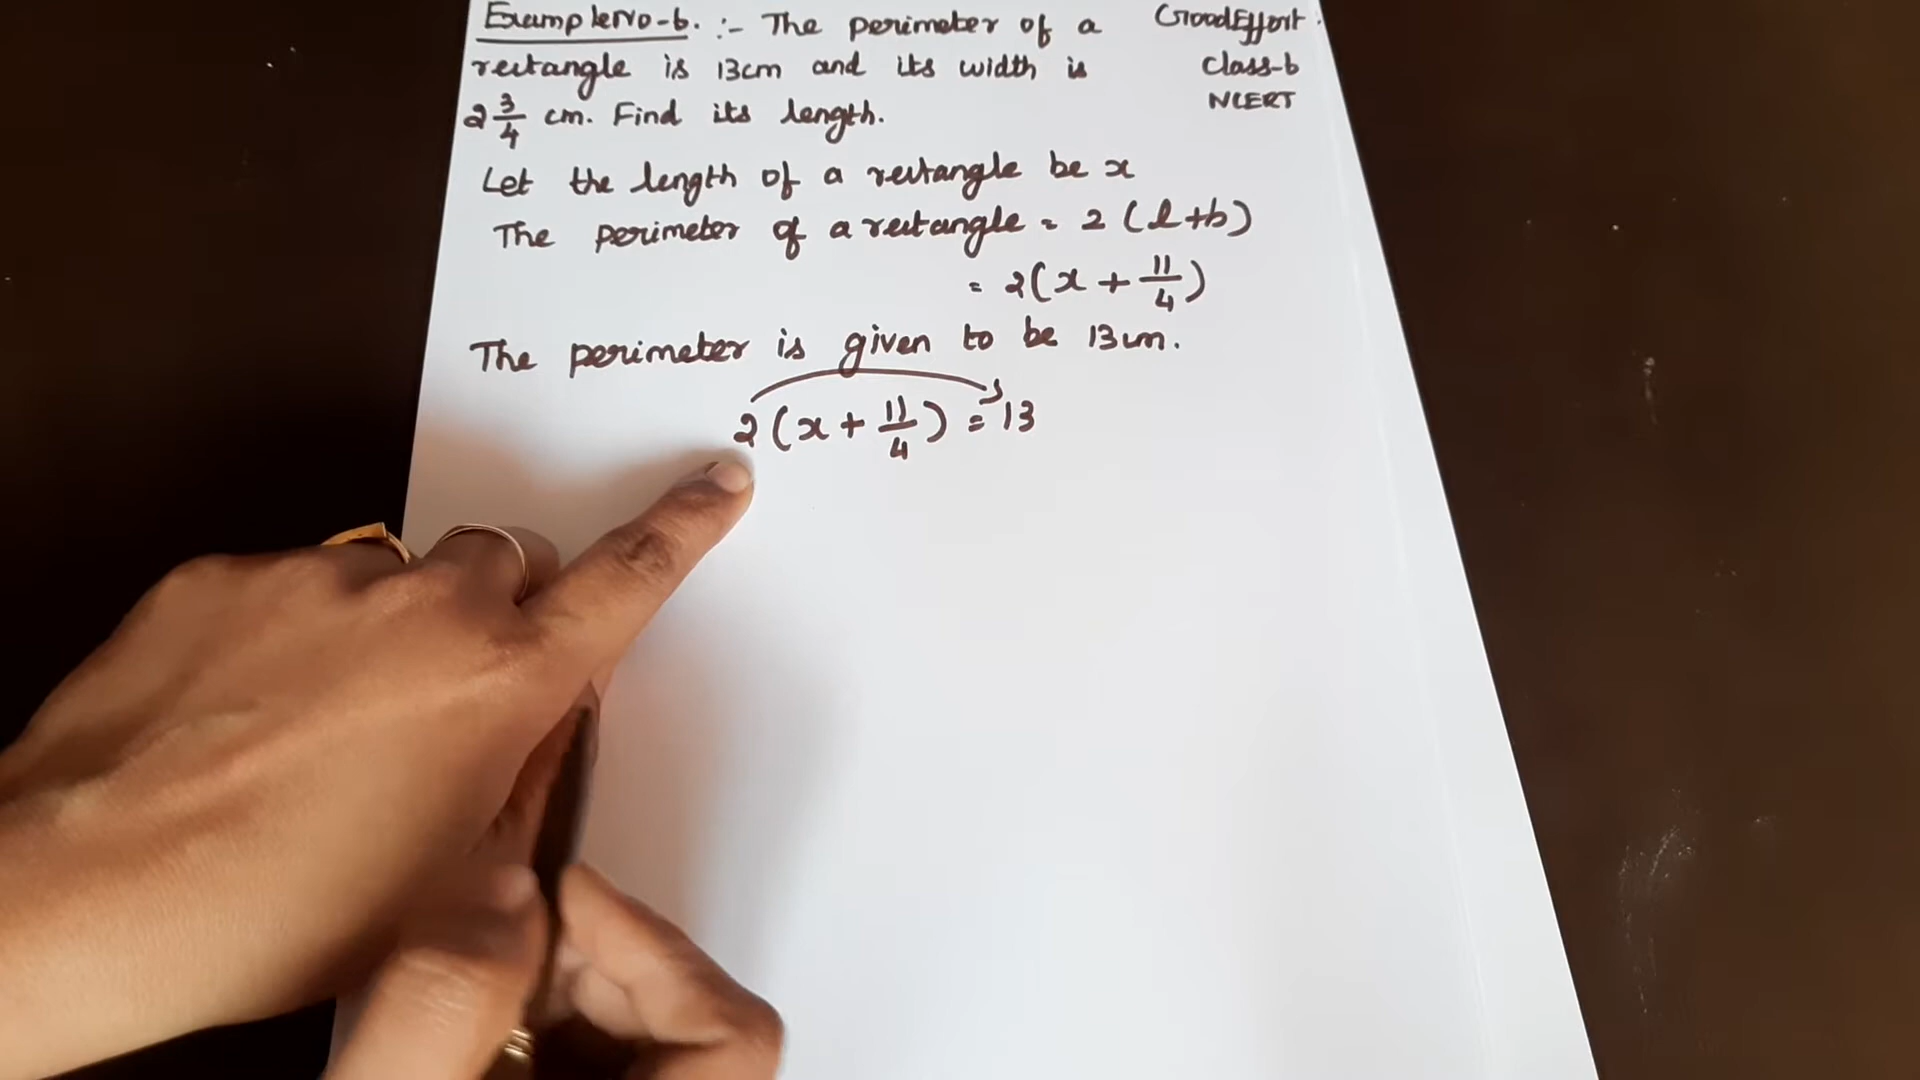 Example No-6. :- The perimeter of a
rectangle is 13cm and its width is
2 3/4 cm. Find its length.
Good Effort.
Class-6
NCERT
Let the length of a rectangle be x
The perimeter of a rectangle = 2 (l+b)
= 2(x + 11/4)
The perimeter is given to be 13cm.
2(x + 11/4) = 13